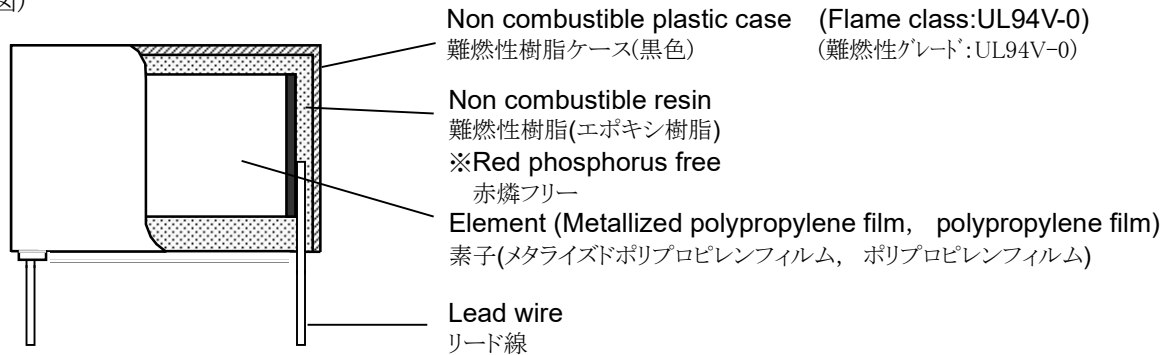 図)
Non combustible plastic case (Flame class:UL94V-0)
難燃性樹脂ケース(黒色) (難燃性グレード:UL94V-0)
Non combustible resin
難燃性樹脂(エポキシ樹脂)
※Red phosphorus free
赤燐フリー
Element (Metallized polypropylene film, polypropylene film)
素子(メタライズドポリプロピレンフィルム, ポリプロピレンフィルム)
Lead wire
リード線